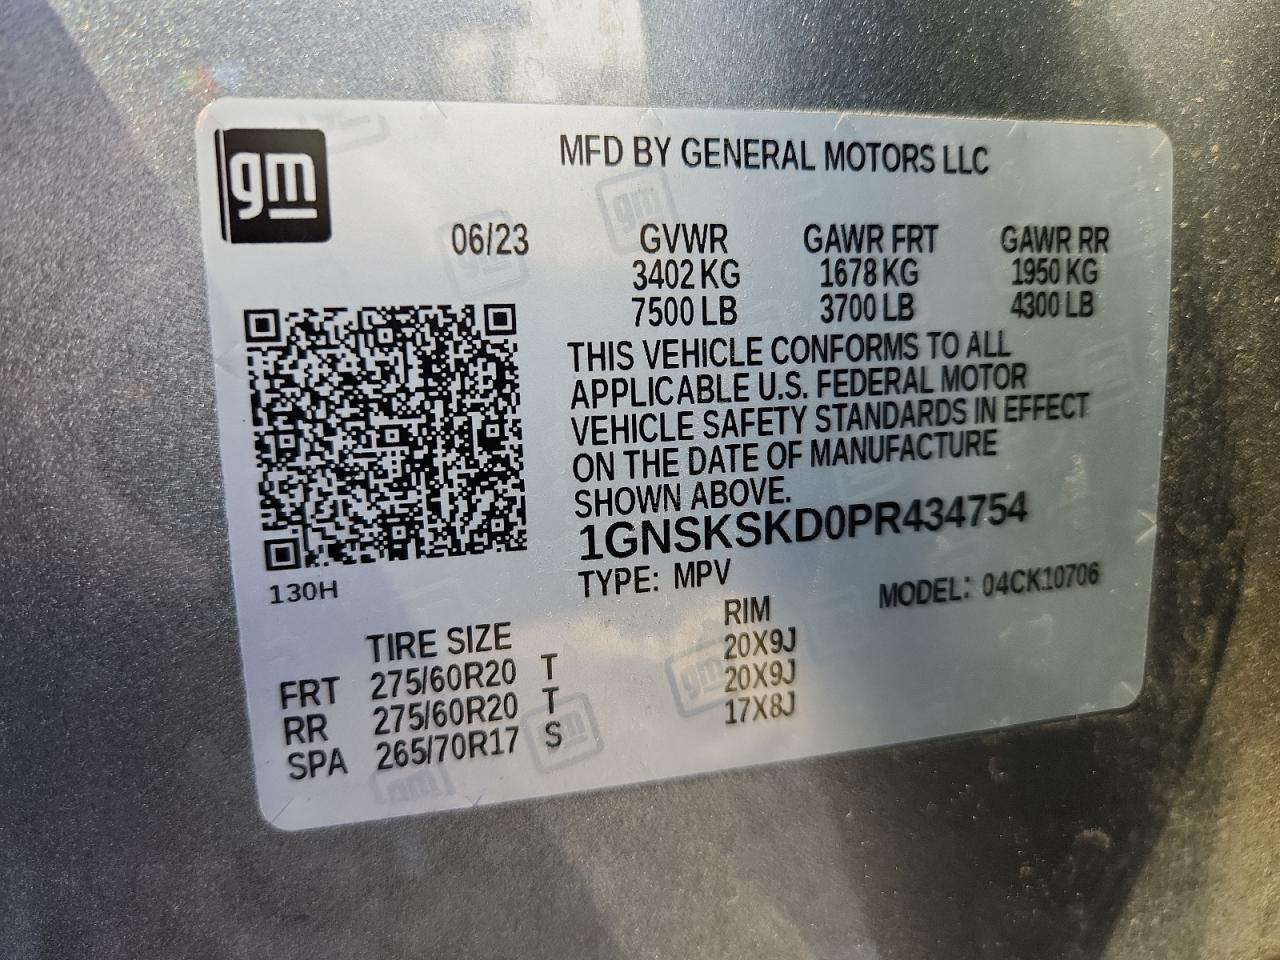 gm
MFD BY GENERAL MOTORS LLC
06/23 GVWR GAWR FRT GAWR RR
3402 KG 1678 KG 1950 KG
7500 LB 3700 LB 4300 LB
THIS VEHICLE CONFORMS TO ALL
APPLICABLE U.S. FEDERAL MOTOR
VEHICLE SAFETY STANDARDS IN EFFECT
ON THE DATE OF MANUFACTURE
SHOWN ABOVE.
1GNSKSKD0PR434754
130H
TYPE: MPV MODEL: 04CK10706
TIRE SIZE RIM
FRT 275/60R20 T 20X9J
RR 275/60R20 T 20X9J
SPA 265/70R17 S 17X8J